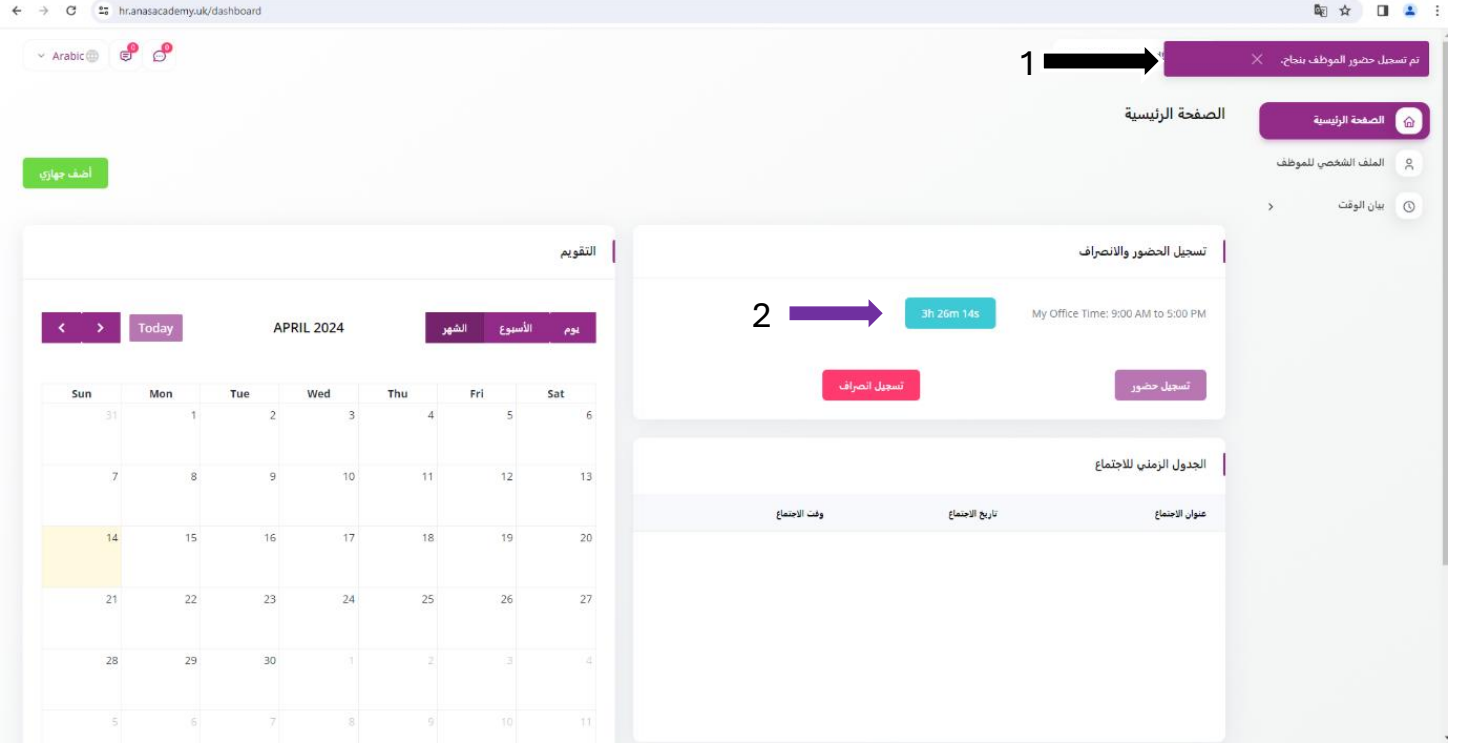 hr.anasacademy.uk/dashboard
تم تسجيل حضور الموظف بنجاح.
1
Arabic
0
0
الصفحة الرئيسية
الملف الشخصي للموظف
بيان الوقت
الصفحة الرئيسية
أضف جهازي
تسجيل الحضور والانصراف
My Office Time: 9:00 AM to 5:00 PM
3h 26m 14s
2
تسجيل حضور
تسجيل انصراف
الجدول الزمني للاجتماع
عنوان الاجتماع تاريخ الاجتماع وقت الاجتماع
التقويم
Today
APRIL 2024
يوم الأسبوع الشهر
Sun Mon Tue Wed Thu Fri Sat
31 1 2 3 4 5 6
7 8 9 10 11 12 13
14 15 16 17 18 19 20
21 22 23 24 25 26 27
28 29 30 1 2 3 4
5 6 7 8 9 10 11